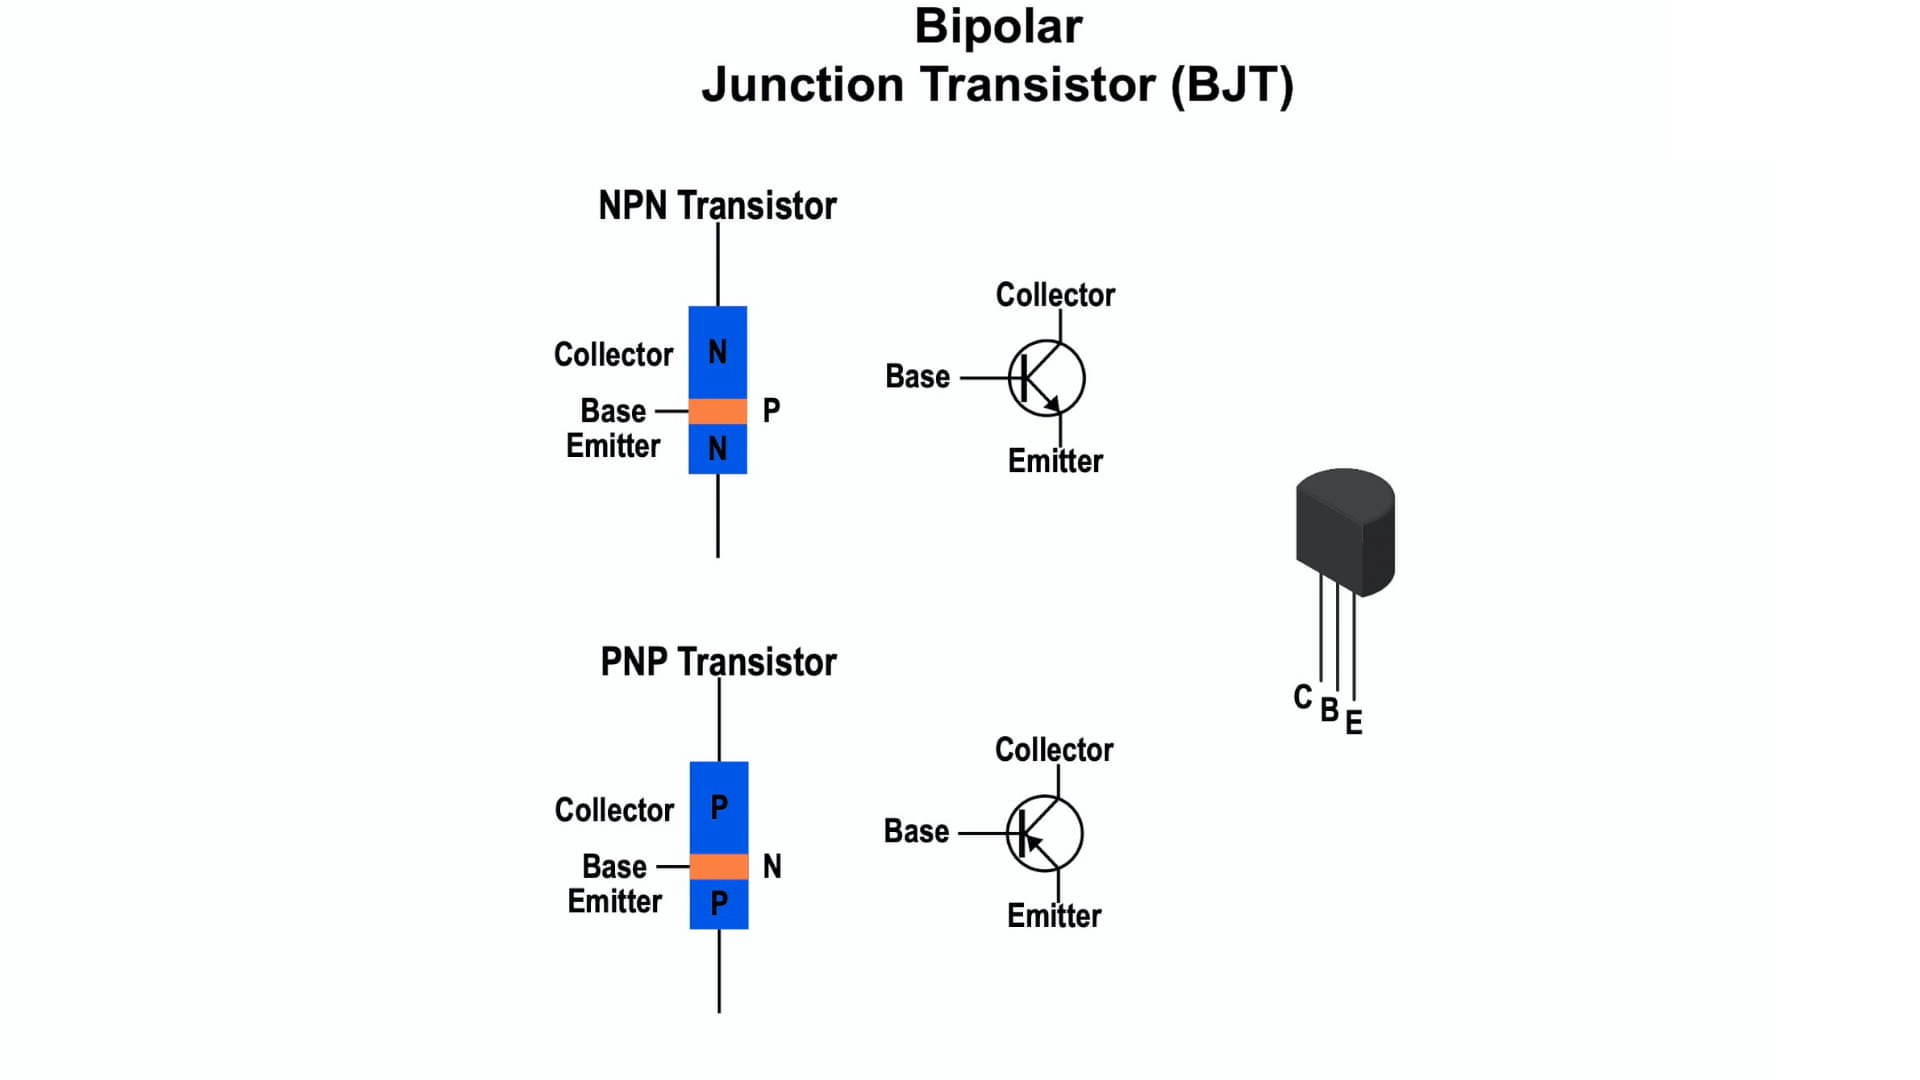 Bipolar
Junction Transistor (BJT)
NPN Transistor
Collector
N
Base
P
Emitter
N
Collector
Base
Emitter
C
B
E
PNP Transistor
Collector
P
Base
N
Emitter
P
Collector
Base
Emitter